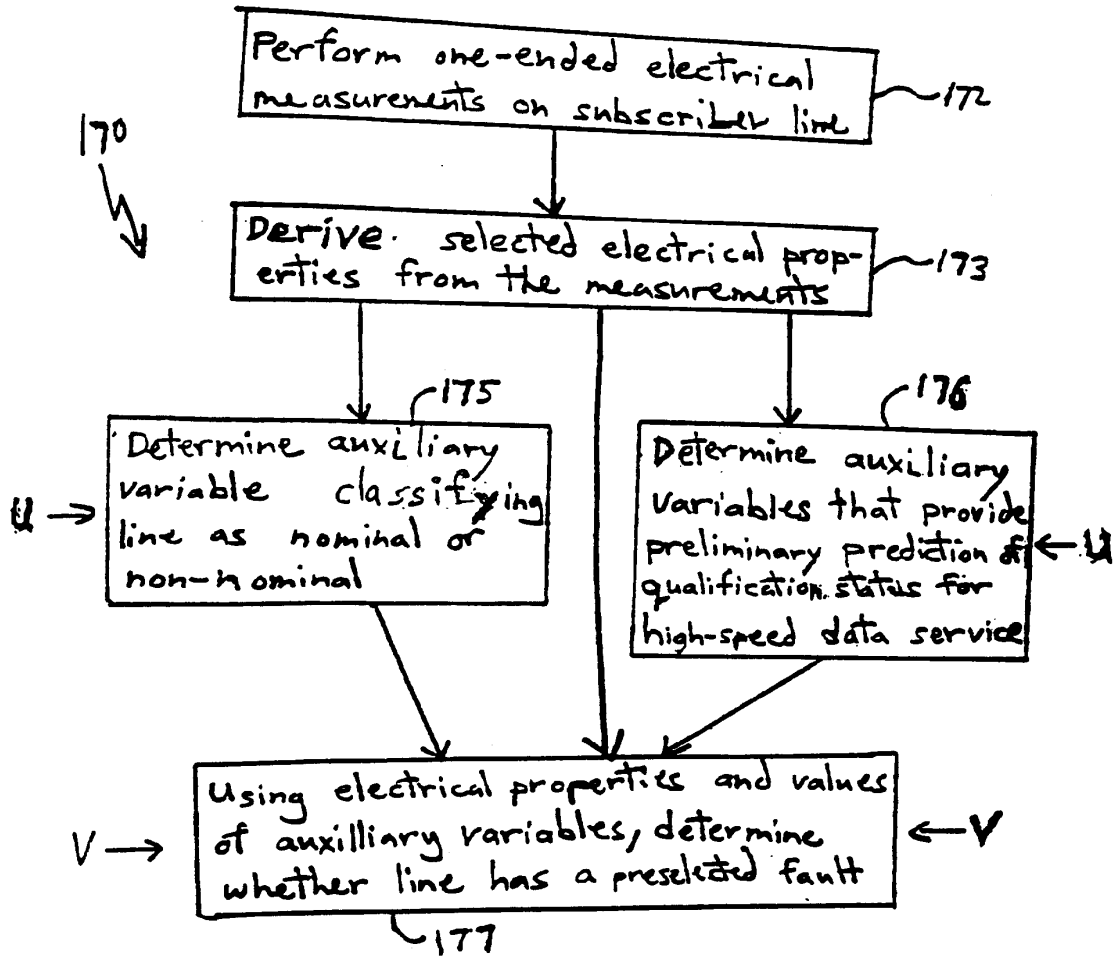 Perform one-ended electrical
measurements on subscriber line
172
170
Derive. selected electrical prop-
erties from the measurements
173
175
Determine auxiliary
variable classifying
line as nominal or
non-nominal
U
176
Determine auxiliary
variables that provide
preliminary prediction of
qualification status for
high-speed data service
U
Using electrical properties and values
of auxilliary variables, determine
whether line has a preselected fault
V
V
177